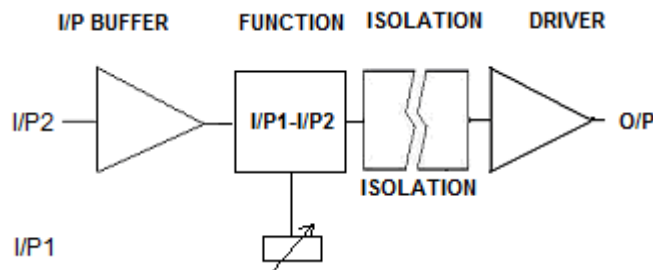 I/P BUFFER FUNCTION ISOLATION DRIVER
I/P2 I/P1-I/P2 O/P
ISOLATION
I/P1